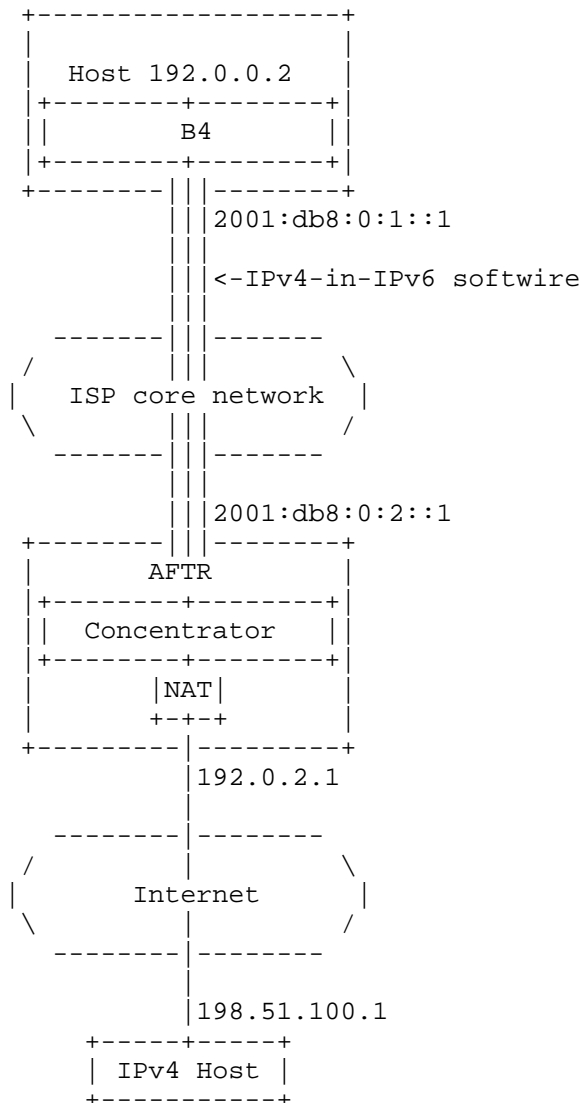 Host 192.0.0.2
B4
2001:db8:0:1::1
<-IPv4-in-IPv6 softwire
ISP core network
2001:db8:0:2::1
AFTR
Concentrator
NAT
192.0.2.1
Internet
198.51.100.1
IPv4 Host